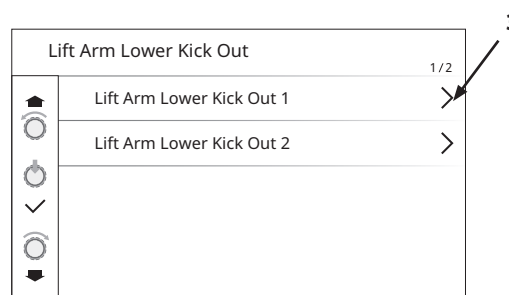 Lift Arm Lower Kick Out
1/2
Lift Arm Lower Kick Out 1
Lift Arm Lower Kick Out 2